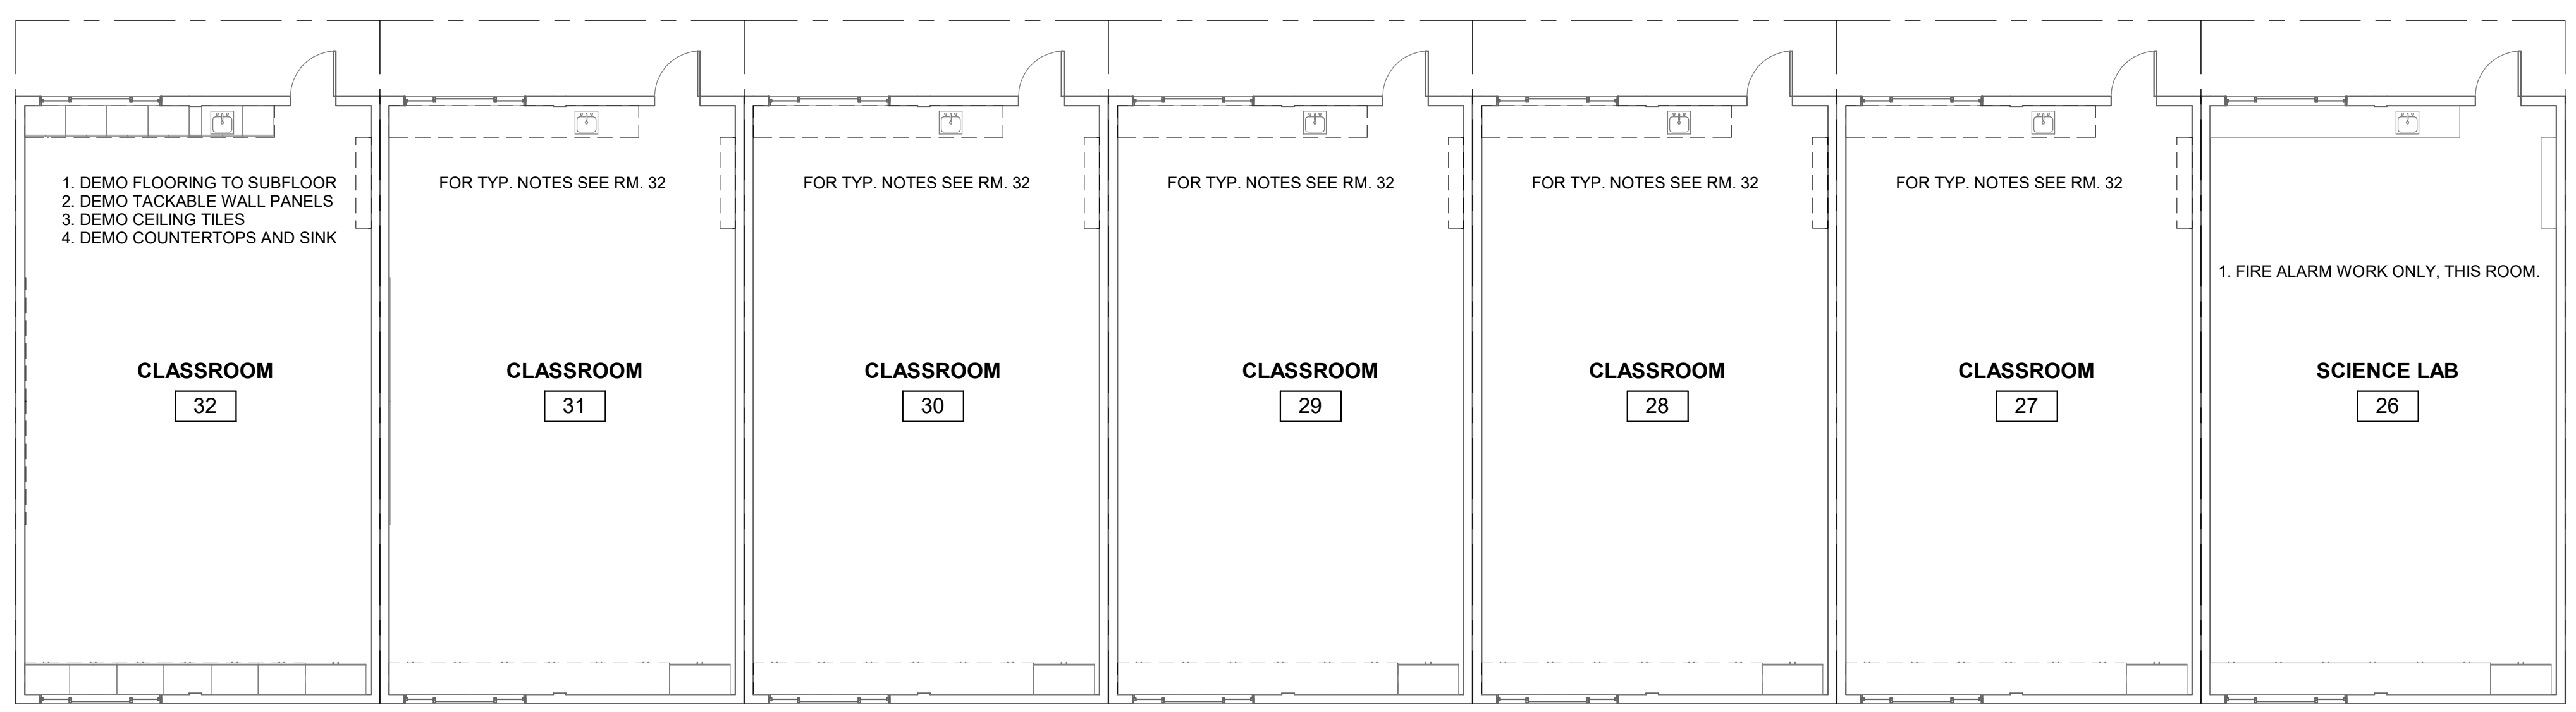 1. DEMO FLOORING TO SUBFLOOR
2. DEMO TACKABLE WALL PANELS
3. DEMO CEILING TILES
4. DEMO COUNTERTOPS AND SINK
CLASSROOM
32
FOR TYP. NOTES SEE RM. 32
CLASSROOM
31
FOR TYP. NOTES SEE RM. 32
CLASSROOM
30
FOR TYP. NOTES SEE RM. 32
CLASSROOM
29
FOR TYP. NOTES SEE RM. 32
CLASSROOM
28
FOR TYP. NOTES SEE RM. 32
CLASSROOM
27
1. FIRE ALARM WORK ONLY, THIS ROOM.
SCIENCE LAB
26